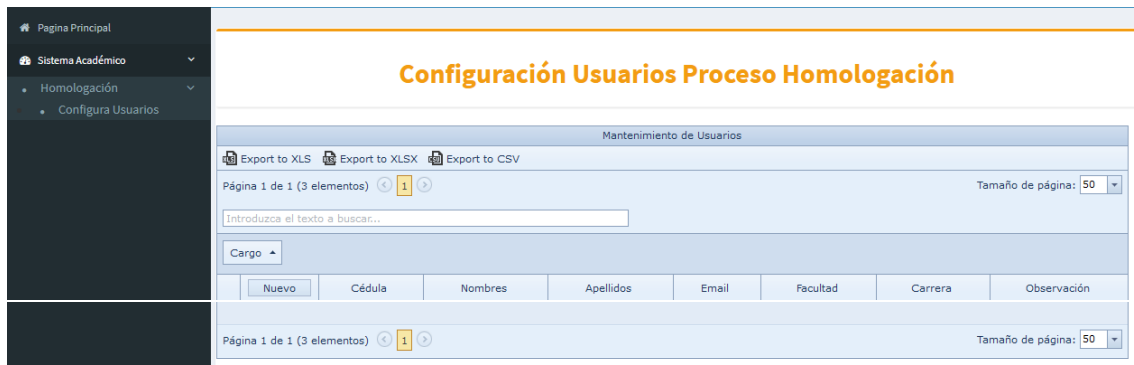 Pagina Principal
Sistema Académico
Homologación
Configura Usuarios
Configuración Usuarios Proceso Homologación
Mantenimiento de Usuarios
Export to XLS Export to XLSX Export to CSV
Página 1 de 1 (3 elementos) 1 Tamaño de página: 50
Introduzca el texto a buscar...
Cargo
Nuevo Cédula Nombres Apellidos Email Facultad Carrera Observación
Página 1 de 1 (3 elementos) 1 Tamaño de página: 50